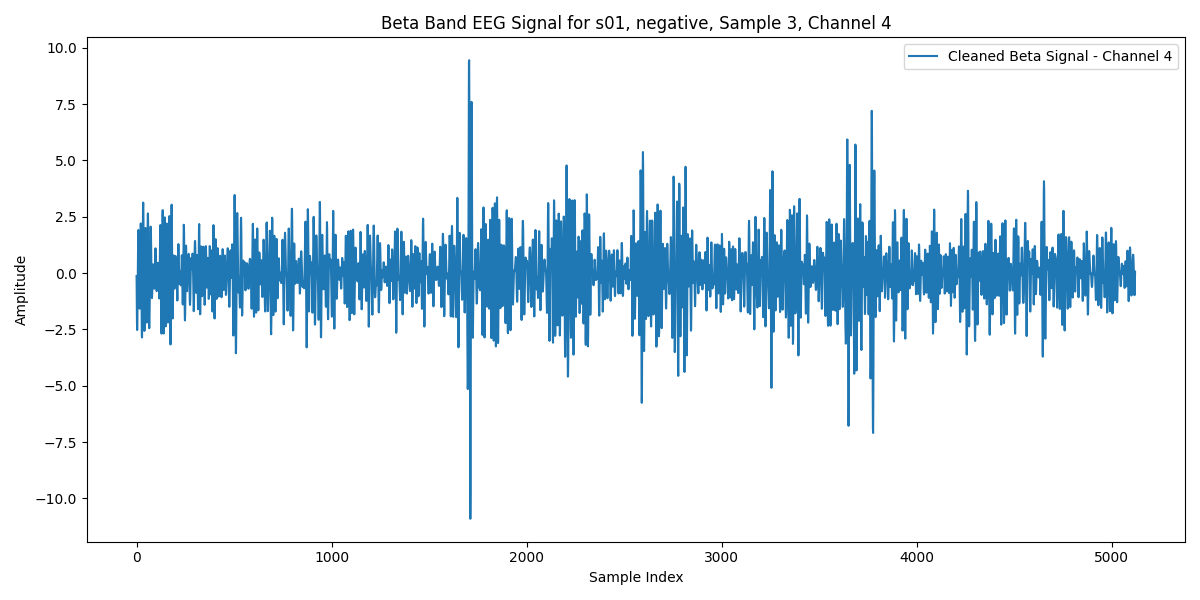 Beta Band EEG Signal for s01, negative, Sample 3, Channel 4
Cleaned Beta Signal - Channel 4
Amplitude
10.0
7.5
5.0
2.5
0.0
−2.5
−5.0
−7.5
−10.0
0 1000 2000 3000 4000 5000
Sample Index